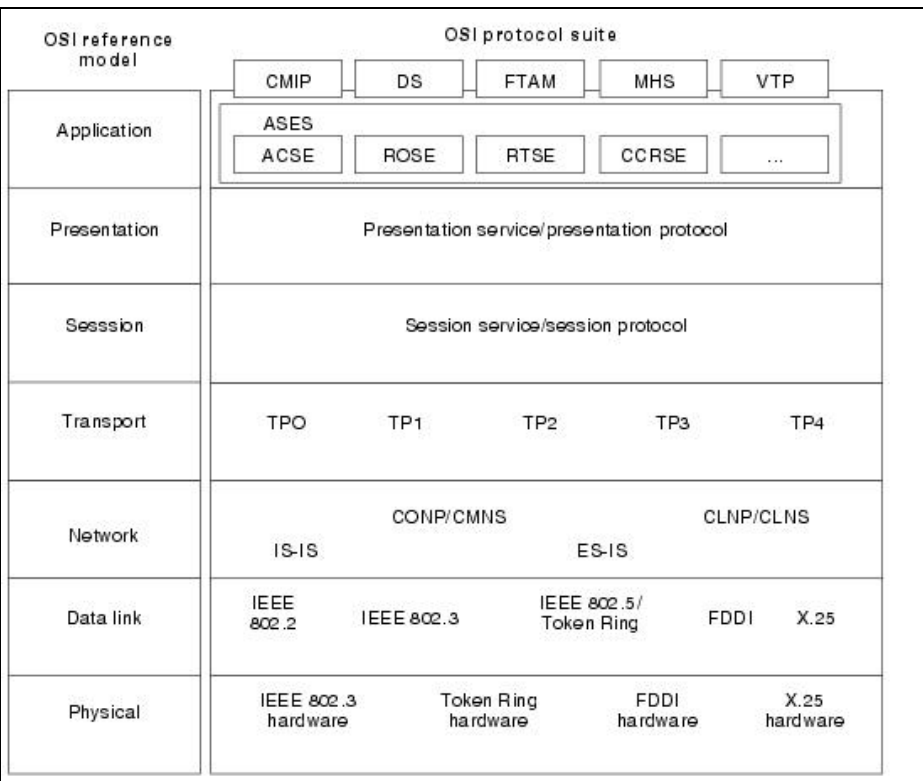 OSI reference
model
OSI protocol suite
CMIP DS FTAM MHS VTP
Application
ASES
ACSE ROSE RTSE CCRSE ...
Presentation
Presentation service/presentation protocol
Sesssion
Session service/session protocol
Transport
TPO TP1 TP2 TP3 TP4
Network
CONP/CMNS CLNP/CLNS
IS-IS ES-IS
Data link
IEEE
802.2
IEEE 802.3
IEEE 802.5/
Token Ring
FDDI
X.25
Physical
IEEE 802.3
hardware
Token Ring
hardware
FDDI
hardware
X.25
hardware